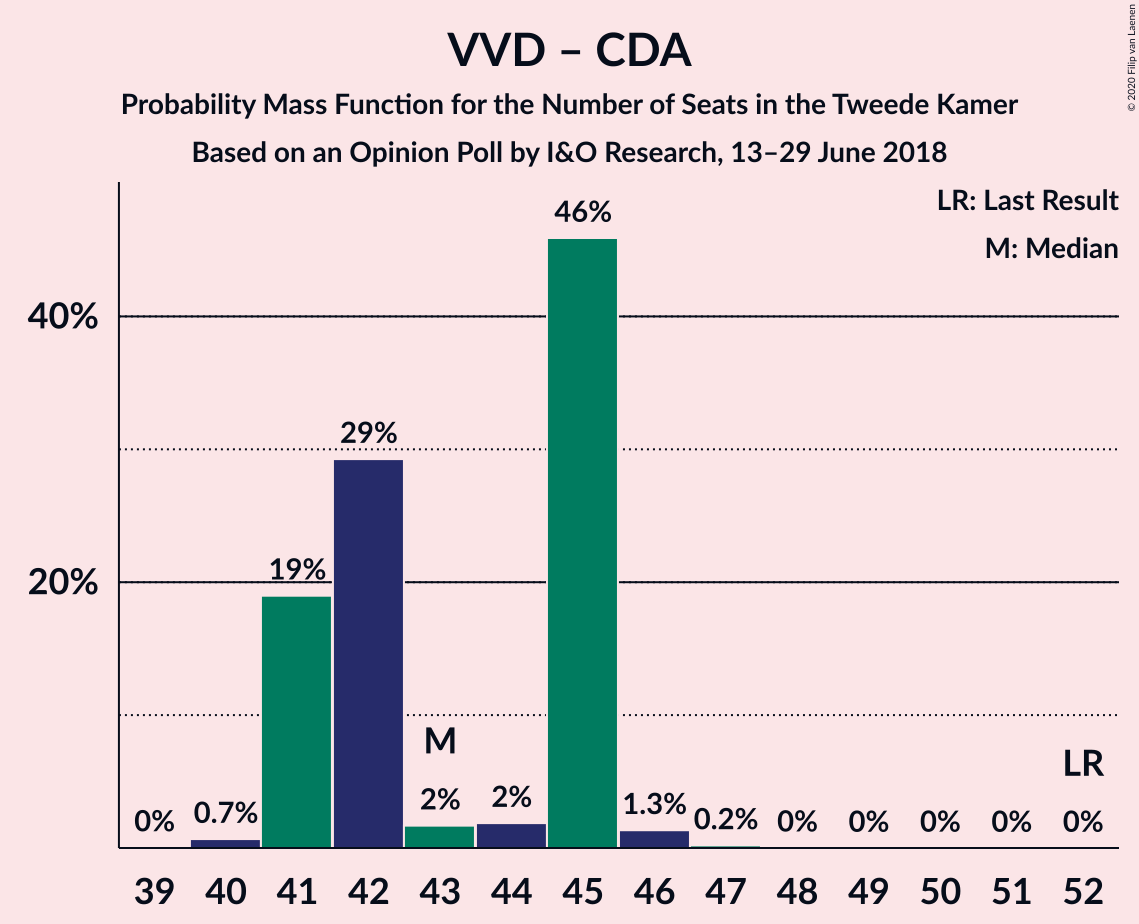 VVD – CDA
Probability Mass Function for the Number of Seats in the Tweede Kamer
Based on an Opinion Poll by I&O Research, 13–29 June 2018
© 2020 Filip van Laenen
LR: Last Result
M: Median
46%
40%
29%
20%
19%
M
LR
0%
0.7%
2%
2%
1.3%
0.2%
0%
0%
0%
0%
0%
39 40 41 42 43 44 45 46 47 48 49 50 51 52